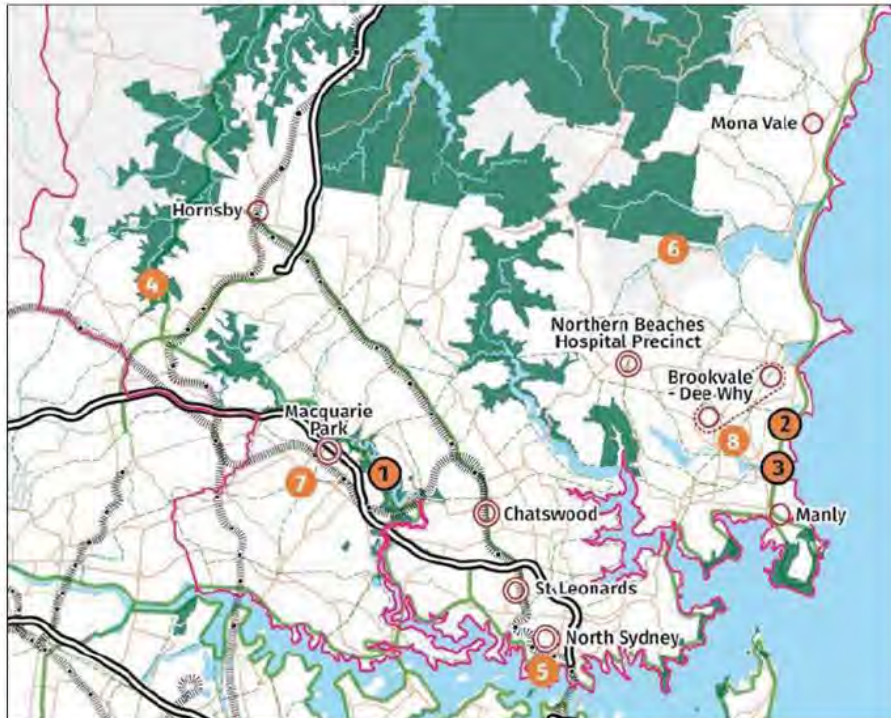 Mona Vale
Hornsby
6
4
Northern Beaches
Hospital Precinct
Brookvale
- Dee Why
Macquarie
Park
2
8
1
3
7
Chatswood
Manly
St Leonards
North Sydney
5